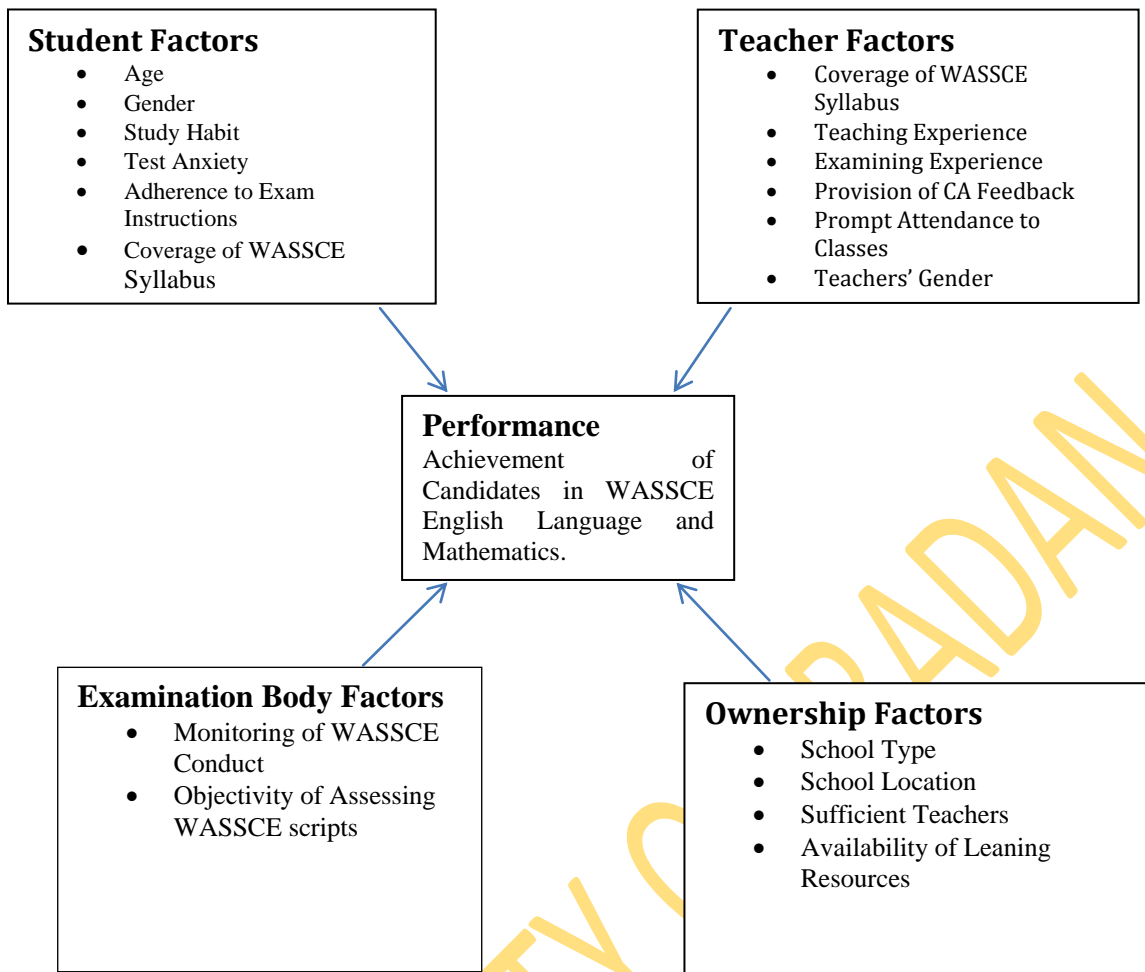 Student Factors
• Age
• Gender
• Study Habit
• Test Anxiety
• Adherence to Exam
Instructions
• Coverage of WASSCE
Syllabus
Teacher Factors
• Coverage of WASSCE
Syllabus
• Teaching Experience
• Examining Experience
• Provision of CA Feedback
• Prompt Attendance to
Classes
• Teachers’ Gender
Performance
Achievement of
Candidates in WASSCE
English Language and
Mathematics.
Examination Body Factors
• Monitoring of WASSCE
Conduct
• Objectivity of Assessing
WASSCE scripts
Ownership Factors
• School Type
• School Location
• Sufficient Teachers
• Availability of Leaning
Resources